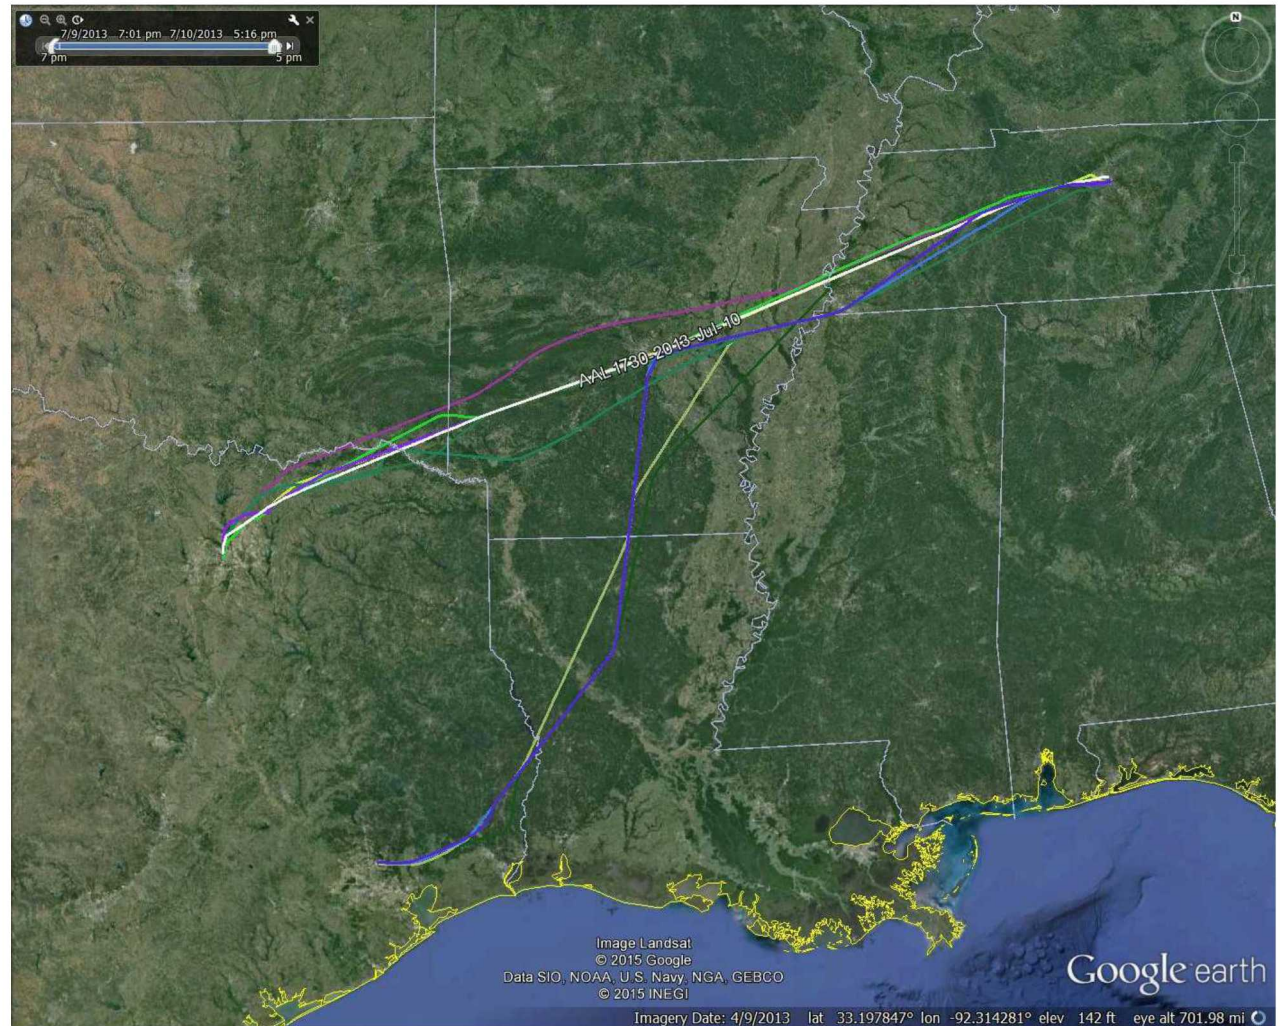 7/9/2013 7:01 pm 7/10/2013 5:16 pm
7 pm 5 pm
N
AAL 1730-2013-Jul-10
Image Landsat
© 2015 Google
Data SIO, NOAA, U.S. Navy, NGA, GEBCO
© 2015 INEGI
Google earth
Imagery Date: 4/9/2013 lat 33.197847° lon -92.314281° elev 142 ft eye alt 701.98 mi